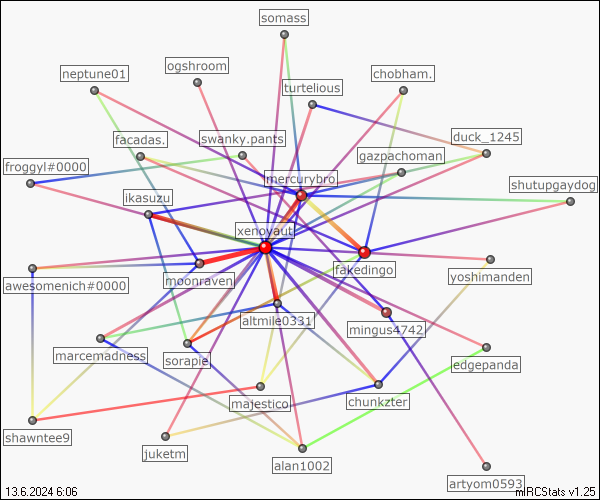 somass
ogshroom
neptune01
chobham.
turtelious
facadas.
swanky.pants
duck_1245
gazpachoman
froggyl#0000
mercurybro
shutupgaydog
ikasuzu
xenoyaut
fakedingo
yoshimanden
awesomenich#0000
moonraven
altmile0331
mingus4742
marcemadness
sorapie
edgepanda
majestico
chunkzter
shawntee9
juketm
alan1002
artyom0593
13.6.2024 6:06
mIRCStats v1.25